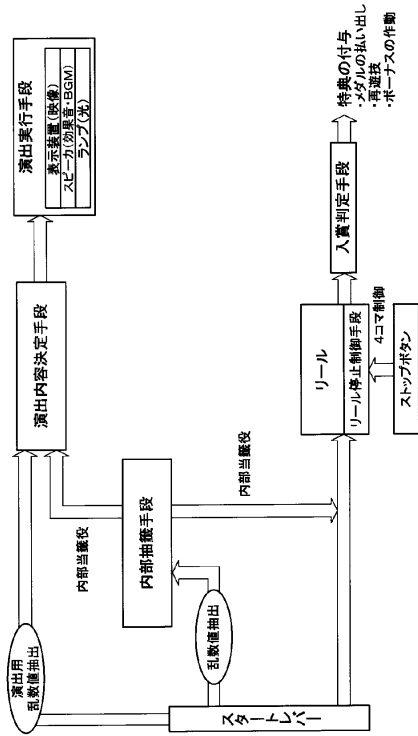 演出用
乱数値抽出
演出内容決定手段
演出実行手段
表示装置(映像)
スピーカ(効果音・BGM)
ランプ(光)
内部当籤役
内部抽籤手段
内部当籤役
乱数値抽出
スタートレバー
リール
リール停止制御手段
4コマ制御
ストップボタン
入賞判定手段
特典の付与
・メダルの払い出し
・再遊技
・ボーナスの作動